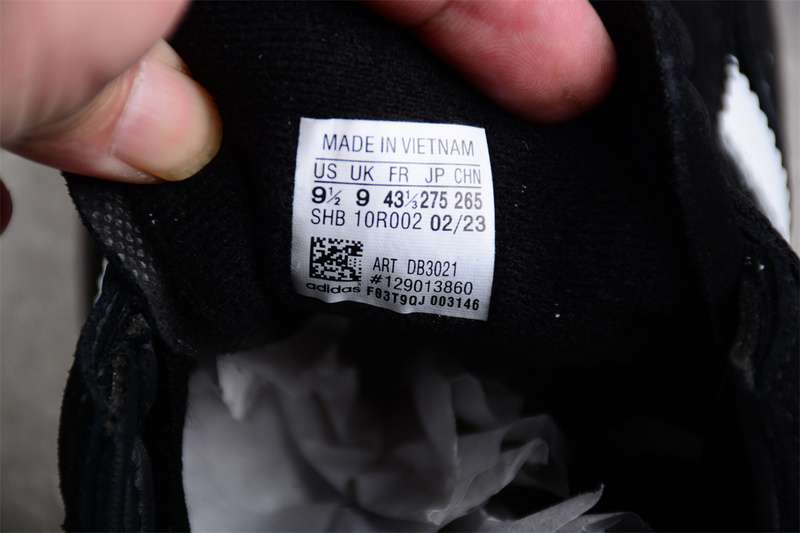 MADE IN VIETNAM
US UK FR JP CHN
9½ 9 43⅓ 275 265
SHB 10R002 02/23
ART DB3021
#129013860
adidas F03T9QJ 003146